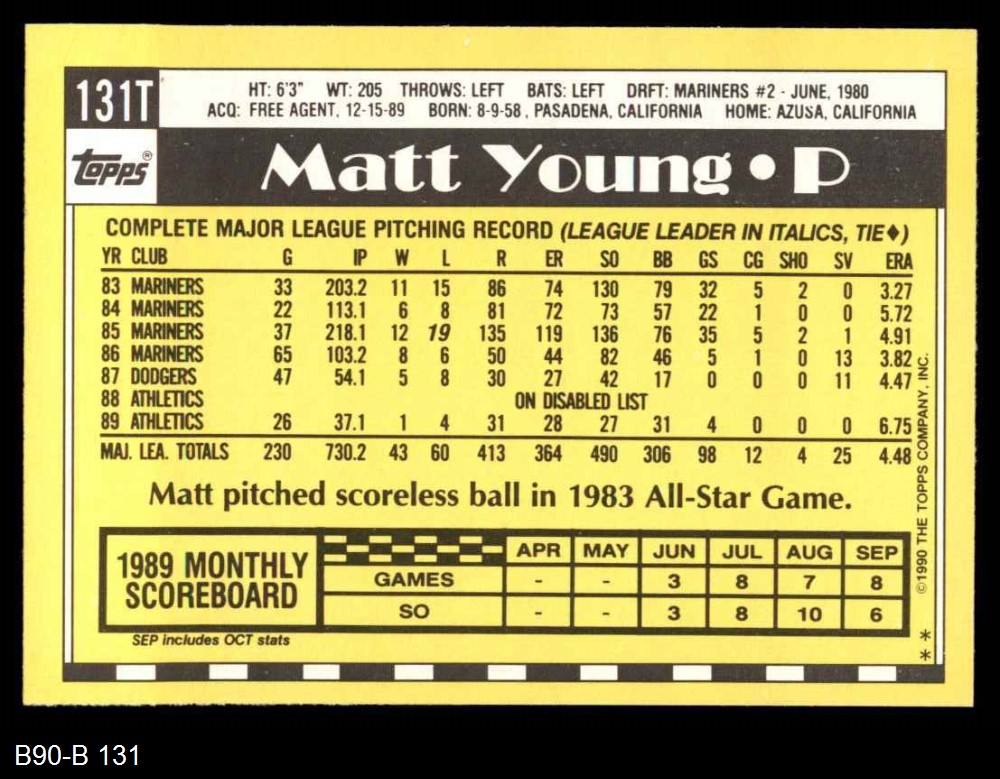 131T
HT: 6'3" WT: 205 THROWS: LEFT BATS: LEFT DRFT: MARINERS #2 - JUNE, 1980
ACQ: FREE AGENT, 12-15-89 BORN: 8-9-58, PASADENA, CALIFORNIA HOME: AZUSA, CALIFORNIA
TOPPS® Matt Young • P
COMPLETE MAJOR LEAGUE PITCHING RECORD (LEAGUE LEADER IN ITALICS, TIE♦)
YR CLUB G IP W L R ER SO BB GS CG SHO SV ERA
83 MARINERS 33 203.2 11 15 86 74 130 79 32 5 2 0 3.27
84 MARINERS 22 113.1 6 8 81 72 73 57 22 1 0 0 5.72
85 MARINERS 37 218.1 12 19 135 119 136 76 35 5 2 1 4.91
86 MARINERS 65 103.2 8 6 50 44 82 46 5 1 0 13 3.82
87 DODGERS 47 54.1 5 8 30 27 42 17 0 0 0 11 4.47
88 ATHLETICS ON DISABLED LIST
89 ATHLETICS 26 37.1 1 4 31 28 27 31 4 0 0 0 6.75
MAJ. LEA. TOTALS 230 730.2 43 60 413 364 490 306 98 12 4 25 4.48
Matt pitched scoreless ball in 1983 All-Star Game.
1989 MONTHLY SCOREBOARD
APR MAY JUN JUL AUG SEP
GAMES - - 3 8 7 8
SO - - 3 8 10 6
SEP includes OCT stats
©1990 THE TOPPS COMPANY, INC.
* *
B90-B 131